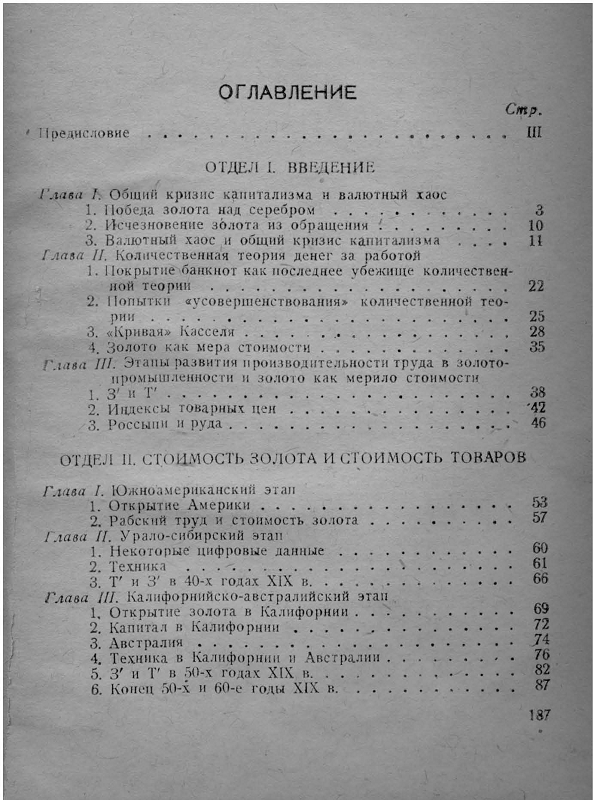 ОГЛАВЛЕНИЕ
Стр.
Предисловие . . . . . . . . . . . . . . . . . . . . . . III
ОТДЕЛ I. ВВЕДЕНИЕ
Глава I. Общий кризис капитализма и валютный хаос
1. Победа золота над серебром . . . . . . . . . . . . 3
2. Исчезновение золота из обращения . . . . . . . . 10
3. Валютный хаос и общий кризис капитализма . . . . 11
Глава II. Количественная теория денег за работой
1. Покрытие банкнот как последнее убежище количествен-
ной теории . . . . . . . . . . . . . . . . . . . 22
2. Попытки «усовершенствования» количественной тео-
рии . . . . . . . . . . . . . . . . . . . . . . 25
3. «Кривая» Касселя . . . . . . . . . . . . . . . . 28
4. Золото как мера стоимости . . . . . . . . . . . . 35
Глава III. Этапы развития производительности труда в золото-
промышленности и золото как мерило стоимости
1. З′ и Т′ . . . . . . . . . . . . . . . . . . . . . 38
2. Индексы товарных цен . . . . . . . . . . . . . . 42
3. Россыпи и руда . . . . . . . . . . . . . . . . . 46
ОТДЕЛ II. СТОИМОСТЬ ЗОЛОТА И СТОИМОСТЬ ТОВАРОВ
Глава I. Южноамериканский этап
1. Открытие Америки . . . . . . . . . . . . . . . . 53
2. Рабский труд и стоимость золота . . . . . . . . . 57
Глава II. Урало-сибирский этап
1. Некоторые цифровые данные . . . . . . . . . . . 60
2. Техника . . . . . . . . . . . . . . . . . . . . 61
3. Т′ и З′ в 40-х годах XIX в. . . . . . . . . . . . 66
Глава III. Калифорнийско-австралийский этап
1. Открытие золота в Калифорнии . . . . . . . . . . 69
2. Капитал в Калифорнии . . . . . . . . . . . . . . 72
3. Австралия . . . . . . . . . . . . . . . . . . . 74
4. Техника в Калифорнии и Австралии . . . . . . . . 76
5. З′ и Т′ в 50-х годах XIX в. . . . . . . . . . . . 82
6. Конец 50-х и 60-е годы XIX в. . . . . . . . . . . 87
187